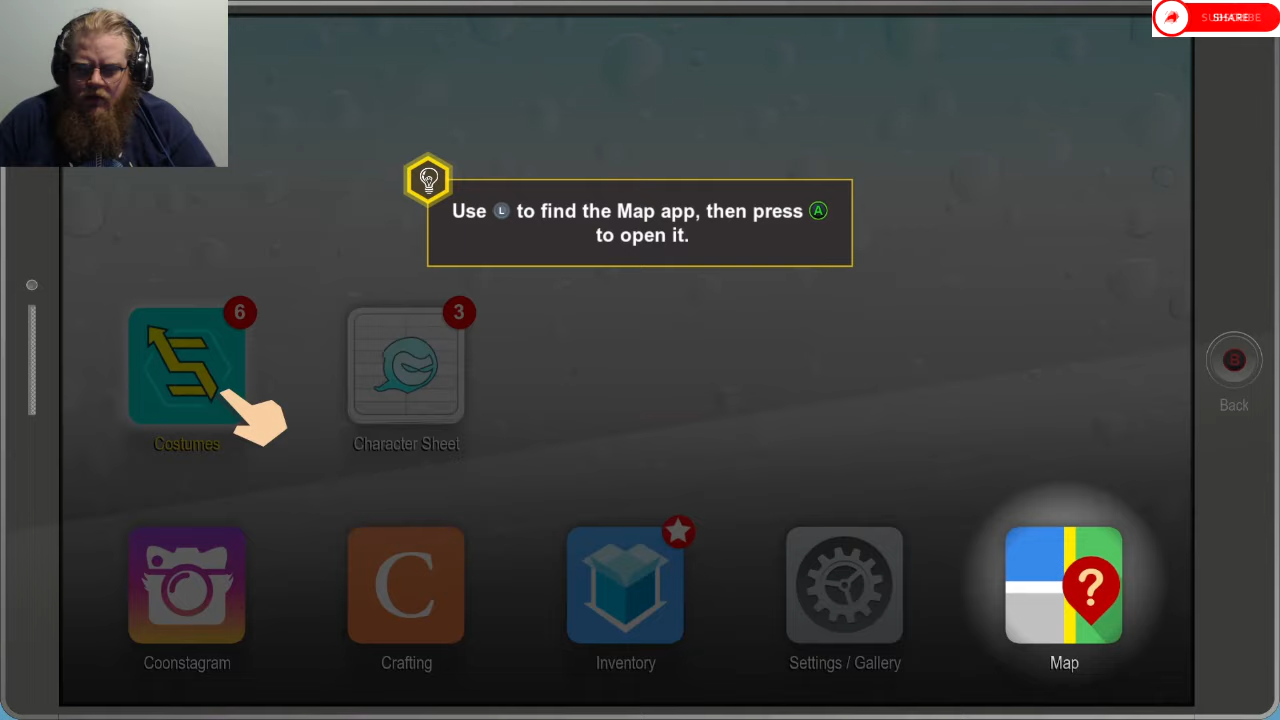 Use L to find the Map app, then press A
to open it.
6
3
B
Back
Costumes
Character Sheet
C
?
Coonstagram
Crafting
Inventory
Settings / Gallery
Map